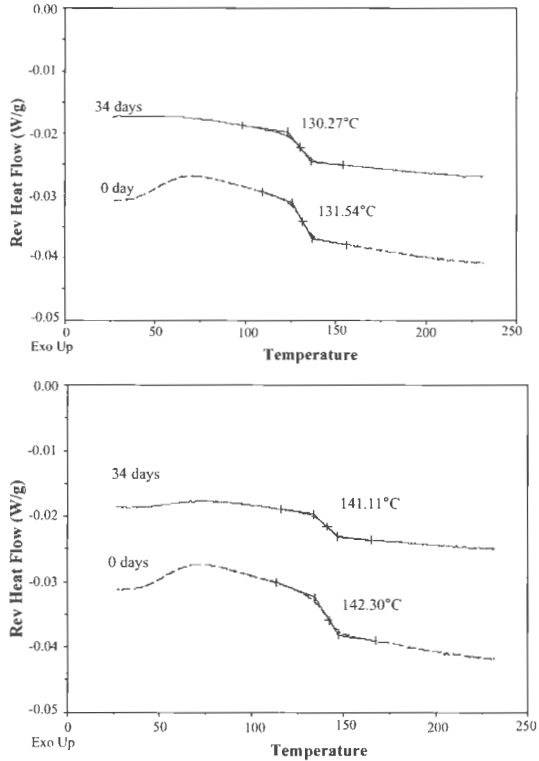 0.00
-0.01
34 days
130.27°C
-0.02
0 day
-0.03
131.54°C
-0.04
-0.05
0 50 100 150 200 250
Exo Up
Temperature
Rev Heat Flow (W/g)
0.00
-0.01
34 days
141.11°C
-0.02
0 days
-0.03
142.30°C
-0.04
-0.05
0 50 100 150 200 250
Exo Up
Temperature
Rev Heat Flow (W/g)